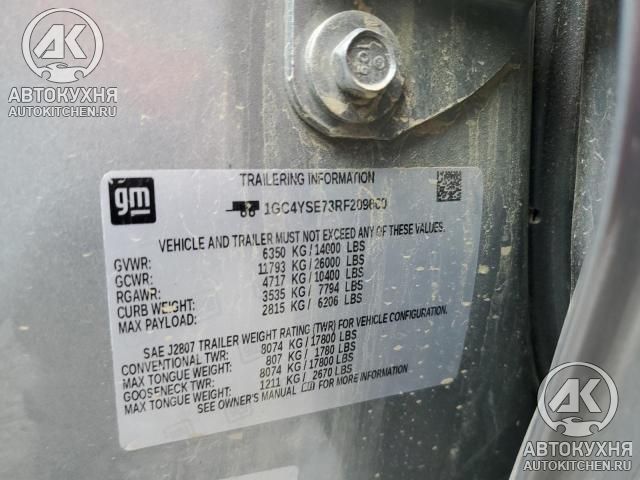 АК
АВТОКУХНЯ
AUTOKITCHEN.RU
gm
TRAILERING INFORMATION
VEHICLE AND TRAILER MUST NOT EXCEED ANY OF THESE VALUES.
GVWR: 6350 KG/14000 LBS
GCWR: 11793 KG/26000 LBS
RGAWR: 4717 KG/10400 LBS
CURB WEIGHT: 3535 KG/ 7794 LBS
MAX PAYLOAD: 2815 KG/ 6206 LBS
SAE J2807 TRAILER WEIGHT RATING (TWR) FOR VEHICLE CONFIGURATION.
CONVENTIONAL TWR: 8074 KG/17800 LBS
MAX TONGUE WEIGHT: 807 KG/ 1780 LBS
GOOSENECK TWR: 8074 KG/17800 LBS
MAX TONGUE WEIGHT: 1211 KG/ 2670 LBS
SEE OWNER'S MANUAL FOR MORE INFORMATION
АК
АВТОКУХНЯ
AUTOKITCHEN.RU